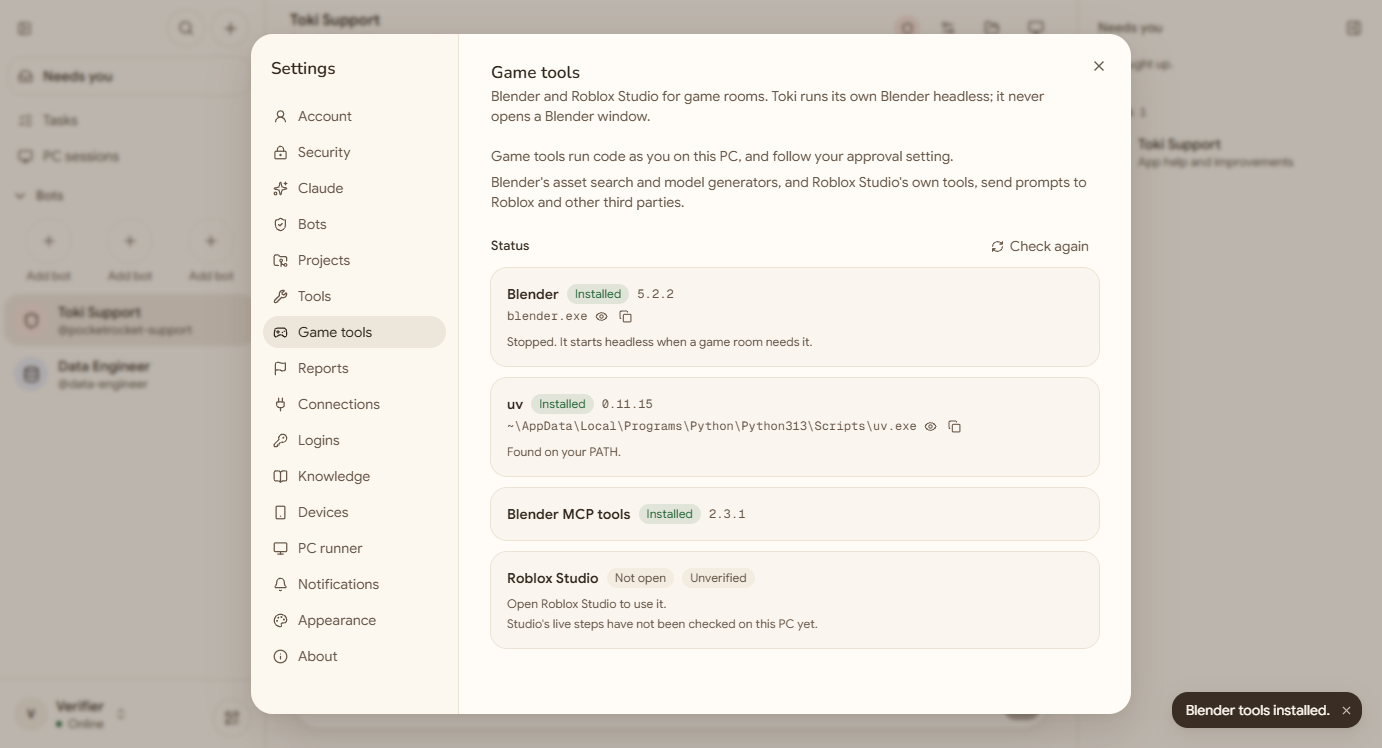 Toki Support
Needs you
Needs you
ught up.
Tasks
PC sessions
1
Toki Support
App help and improvements
Bots
Add bot
Add bot
Add bot
Toki Support
@pocketrocket-support
Data Engineer
@data-engineer
V
Verifier
Online
Settings
Account
Security
Claude
Bots
Projects
Tools
Game tools
Reports
Connections
Logins
Knowledge
Devices
PC runner
Notifications
Appearance
About
Game tools
Blender and Roblox Studio for game rooms. Toki runs its own Blender headless; it never
opens a Blender window.
Game tools run code as you on this PC, and follow your approval setting.
Blender's asset search and model generators, and Roblox Studio's own tools, send prompts to
Roblox and other third parties.
Status
Check again
Blender Installed 5.2.2
blender.exe
Stopped. It starts headless when a game room needs it.
uv Installed 0.11.15
~\AppData\Local\Programs\Python\Python313\Scripts\uv.exe
Found on your PATH.
Blender MCP tools Installed 2.3.1
Roblox Studio Not open Unverified
Open Roblox Studio to use it.
Studio's live steps have not been checked on this PC yet.
Blender tools installed.